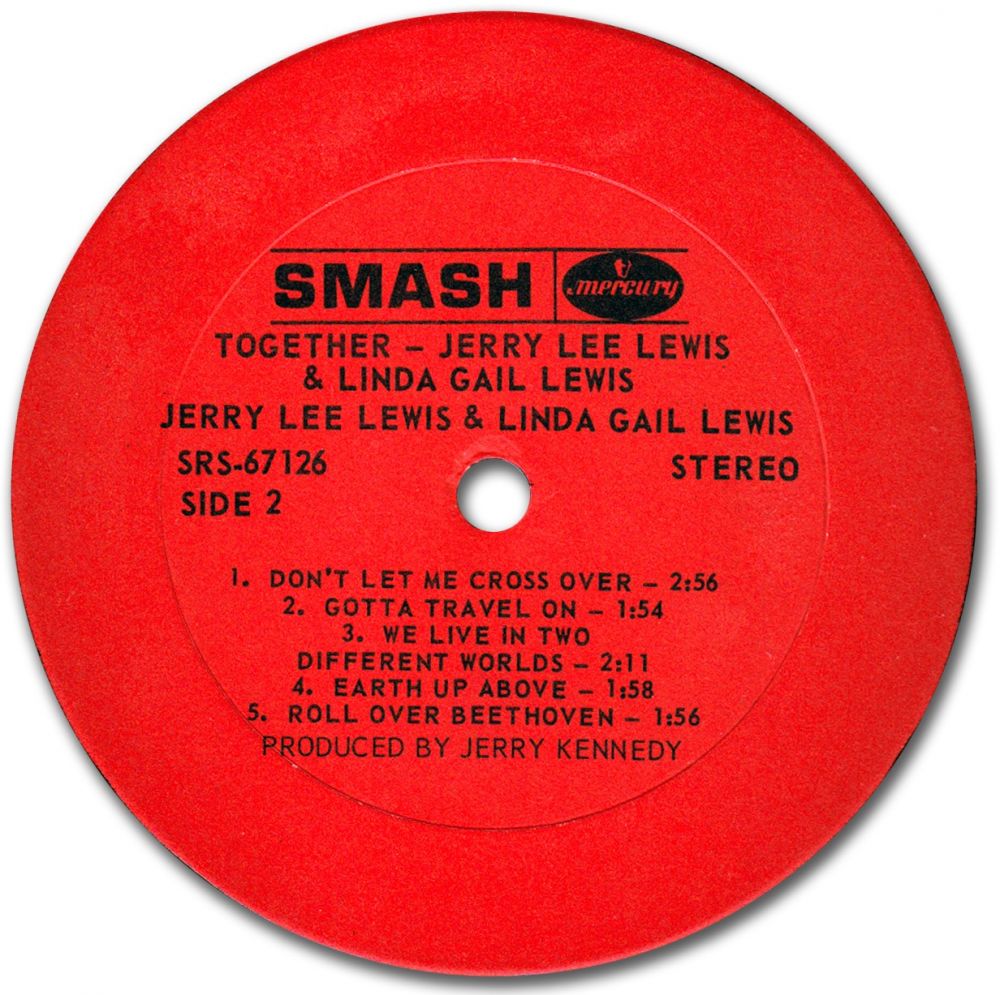 SMASH mercury
TOGETHER – JERRY LEE LEWIS
& LINDA GAIL LEWIS
JERRY LEE LEWIS & LINDA GAIL LEWIS
SRS-67126 STEREO
SIDE 2
1. DON'T LET ME CROSS OVER – 2:56
2. GOTTA TRAVEL ON – 1:54
3. WE LIVE IN TWO
DIFFERENT WORLDS – 2:11
4. EARTH UP ABOVE – 1:58
5. ROLL OVER BEETHOVEN – 1:56
PRODUCED BY JERRY KENNEDY